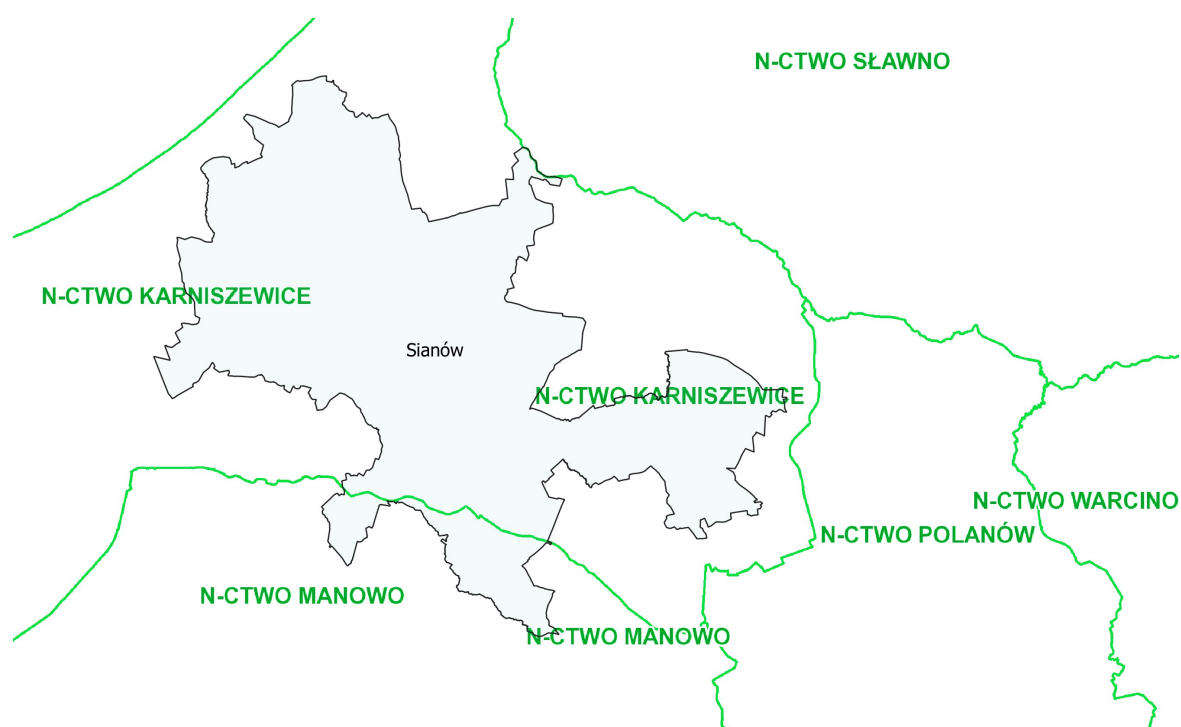 N-CTWO SŁAWNO
N-CTWO KARNISZEWICE
Sianów
N-CTWO KARNISZEWICE
N-CTWO WARCINO
N-CTWO POLANÓW
N-CTWO MANOWO
N-CTWO MANOWO